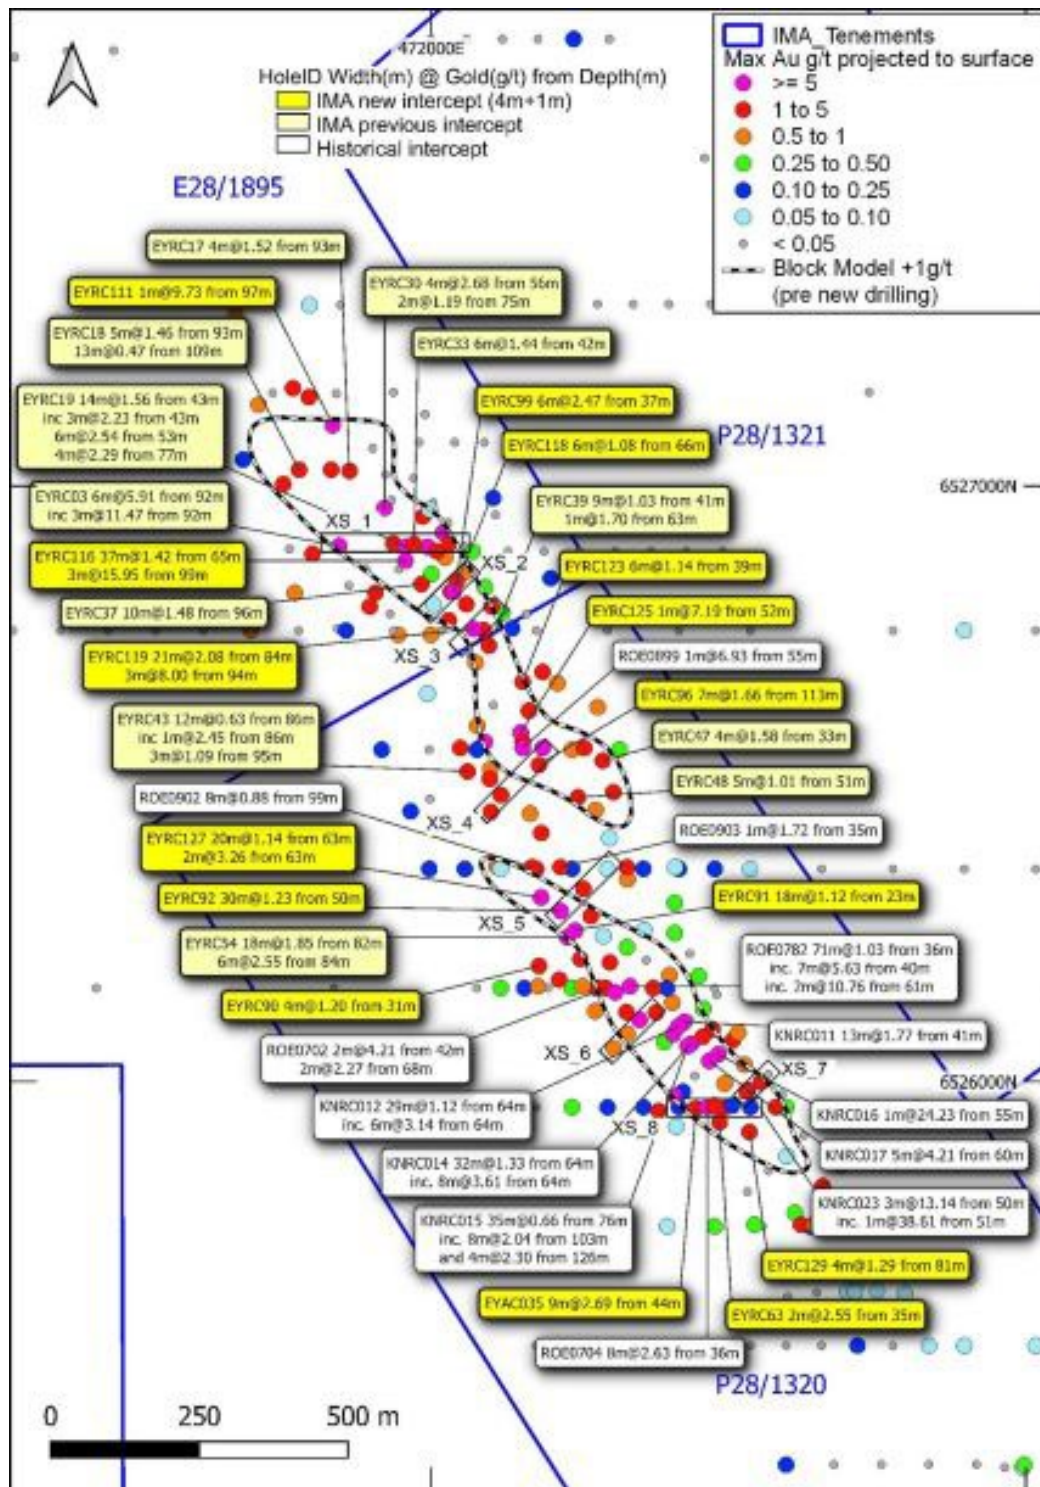 472000E
HoleID Width(m) @ Gold(g/t) from Depth(m)
IMA new intercept (4m+1m)
IMA previous intercept
Historical intercept
IMA_Tenements
Max Au g/t projected to surface
>= 5
1 to 5
0.5 to 1
0.25 to 0.50
0.10 to 0.25
0.05 to 0.10
< 0.05
Block Model +1g/t
(pre new drilling)
E28/1895
EYRC17 4m@1.52 from 93m
EYRC111 1m@9.73 from 97m
EYRC30 4m@2.68 from 56m
2m@1.19 from 75m
EYRC18 5m@1.46 from 93m
13m@0.47 from 109m
EYRC33 6m@1.44 from 42m
EYRC19 14m@1.56 from 43m
inc 3m@2.23 from 43m
6m@2.54 from 53m
4m@2.29 from 77m
EYRC99 6m@2.47 from 37m
EYRC118 6m@1.08 from 66m
P28/1321
6527000N
EYRC03 6m@5.91 from 92m
inc 3m@11.47 from 92m
XS_1
EYRC39 9m@1.03 from 41m
1m@1.70 from 63m
EYRC116 37m@1.42 from 65m
3m@15.95 from 99m
XS_2
EYRC123 6m@1.14 from 39m
EYRC37 10m@1.48 from 96m
EYRC125 1m@7.19 from 52m
EYRC119 21m@2.08 from 84m
3m@8.00 from 94m
XS_3
ROE0899 1m@6.93 from 55m
EYRC96 7m@1.66 from 113m
EYRC43 12m@0.63 from 86m
inc 1m@2.45 from 86m
3m@1.09 from 95m
EYRC47 4m@1.58 from 33m
EYRC48 5m@1.01 from 51m
ROE0902 8m@0.88 from 99m
XS_4
ROE0903 1m@1.72 from 35m
EYRC127 20m@1.14 from 63m
2m@3.26 from 63m
EYRC92 30m@1.23 from 50m
EYRC91 18m@1.12 from 23m
XS_5
EYRC54 18m@1.85 from 82m
6m@2.55 from 84m
ROE0782 71m@1.03 from 36m
inc. 7m@5.63 from 40m
inc. 2m@10.76 from 61m
EYRC90 4m@1.20 from 31m
KNRC011 13m@1.77 from 41m
ROE0702 2m@4.21 from 42m
2m@2.27 from 68m
XS_6
XS_7
6526000N
KNRC012 29m@1.12 from 64m
inc. 6m@3.14 from 64m
KNRC016 1m@24.23 from 55m
XS_8
KNRC017 5m@4.21 from 60m
KNRC014 32m@1.33 from 64m
inc. 8m@3.61 from 64m
KNRC023 3m@13.14 from 50m
inc. 1m@38.61 from 51m
KNRC015 35m@0.66 from 76m
inc. 8m@2.04 from 103m
and 4m@2.30 from 126m
EYRC129 4m@1.29 from 81m
EYAC035 9m@2.69 from 44m
EYRC63 2m@2.55 from 35m
ROE0704 8m@2.63 from 36m
P28/1320
0 250 500 m